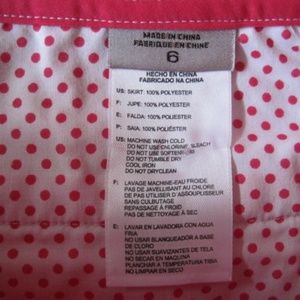 MADE IN CHINA
FABRIQUE EN CHINE
6
HECHO EN CHINA
FABRICADO NA CHINA
US: SKIRT: 100% POLYESTER
F: JUPE: 100% POLYESTER
E: FALDA: 100% POLIESTER
P: SAIA: 100% POLIESTER
US: MACHINE WASH COLD
DO NOT USE CHLORINE BLEACH
DO NOT USE SOFTENERS
DO NOT TUMBLE DRY
COOL IRON
DO NOT DRYCLEAN
F: LAVAGE MACHINE-EAU FROIDE
PAS DE JAVELLISANT AU CHLORE
PAS D'UTILISER D'ASSOUPLISSEUR
SANS CULBUTAGE
REPASSAGE À FROID
PAS DE NETTOYAGE À SEC
E: LAVAR EN LAVADORA CON AGUA
FRIA
NO USAR BLANQUEADOR A BASE
DE CLORO
NO USAR SUAVIZANTES DE TELA
NO SECAR EN MAQUINA
PLANCHAR A TEMPERATURA TIBIA
NO LIMPIAR EN SECO